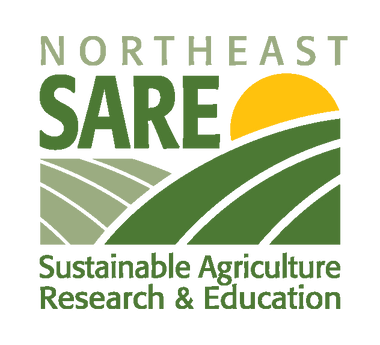 NORTHEAST
SARE
Sustainable Agriculture
Research & Education